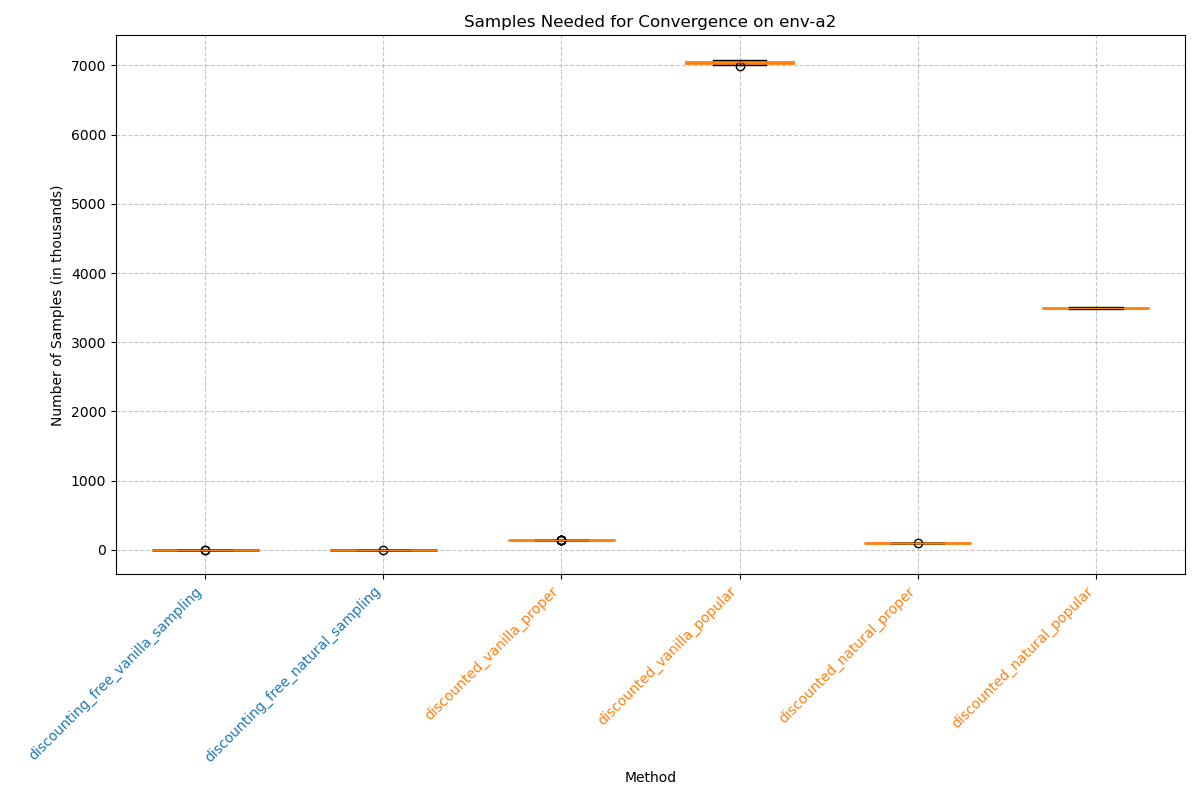 Samples Needed for Convergence on env-a2
Number of Samples (in thousands)
7000
6000
5000
4000
3000
2000
1000
0
discounting_free_vanilla_sampling
discounting_free_natural_sampling
discounted_vanilla_proper
discounted_vanilla_popular
discounted_natural_proper
discounted_natural_popular
Method